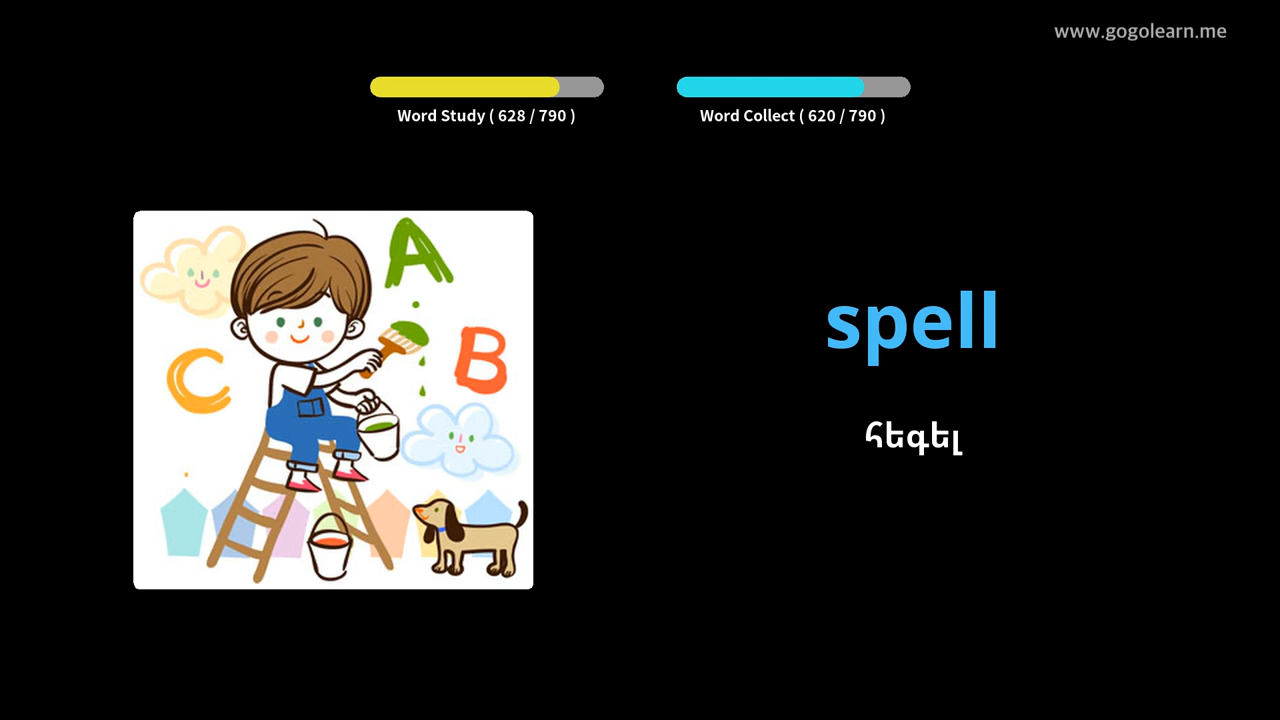 www.gogolearn.me
Word Study ( 628 / 790 )
Word Collect ( 620 / 790 )
A
B
C
spell
հեգել